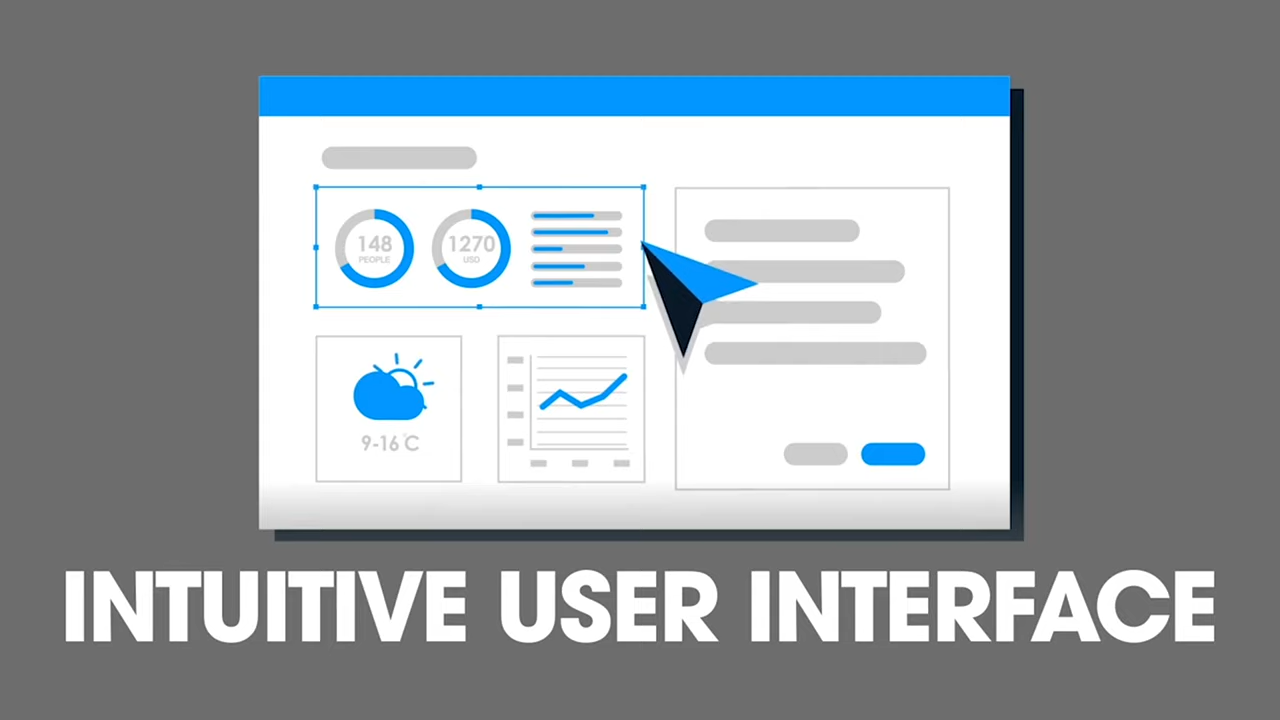 148
PEOPLE
1270
USD
9-16°C
INTUITIVE USER INTERFACE